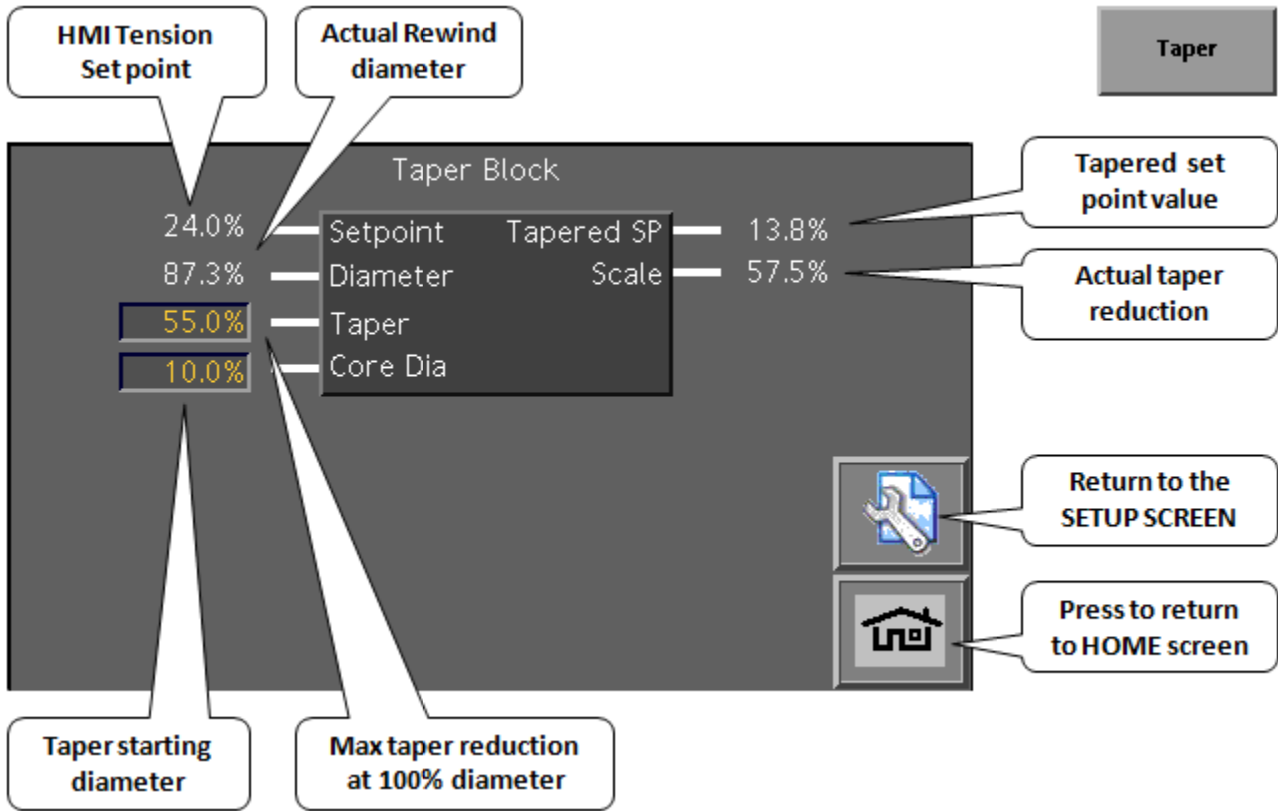 HMI Tension
Set point
Actual Rewind
diameter
Taper
Taper Block
24.0%
Setpoint
Tapered SP
13.8%
87.3%
Diameter
Scale
57.5%
55.0%
Taper
10.0%
Core Dia
Tapered set
point value
Actual taper
reduction
Return to the
SETUP SCREEN
Press to return
to HOME screen
Taper starting
diameter
Max taper reduction
at 100% diameter